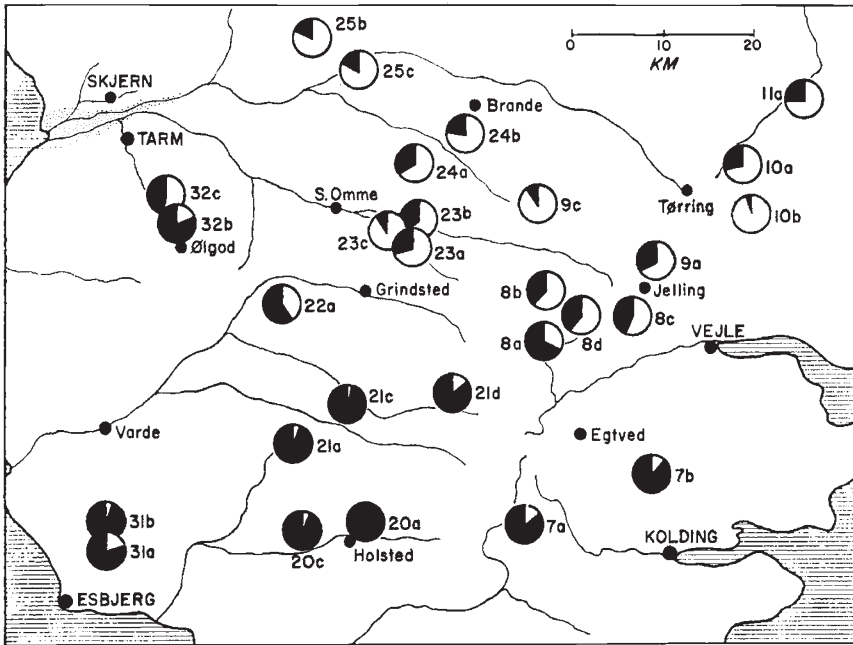 25b
25c
0 10 20
KM
SKJERN
Brande
11a
TARM
24b
24a
10a
32c
S. Omme
23b
9c
Tørring
10b
32b
23c
Ølgod
23a
9a
8b
Jelling
Grindsted
22a
8c
8a
8d
VEJLE
21c
21d
Varde
21a
Egtved
7b
31b
20a
7a
31a
20c
Holsted
KOLDING
ESBJERG